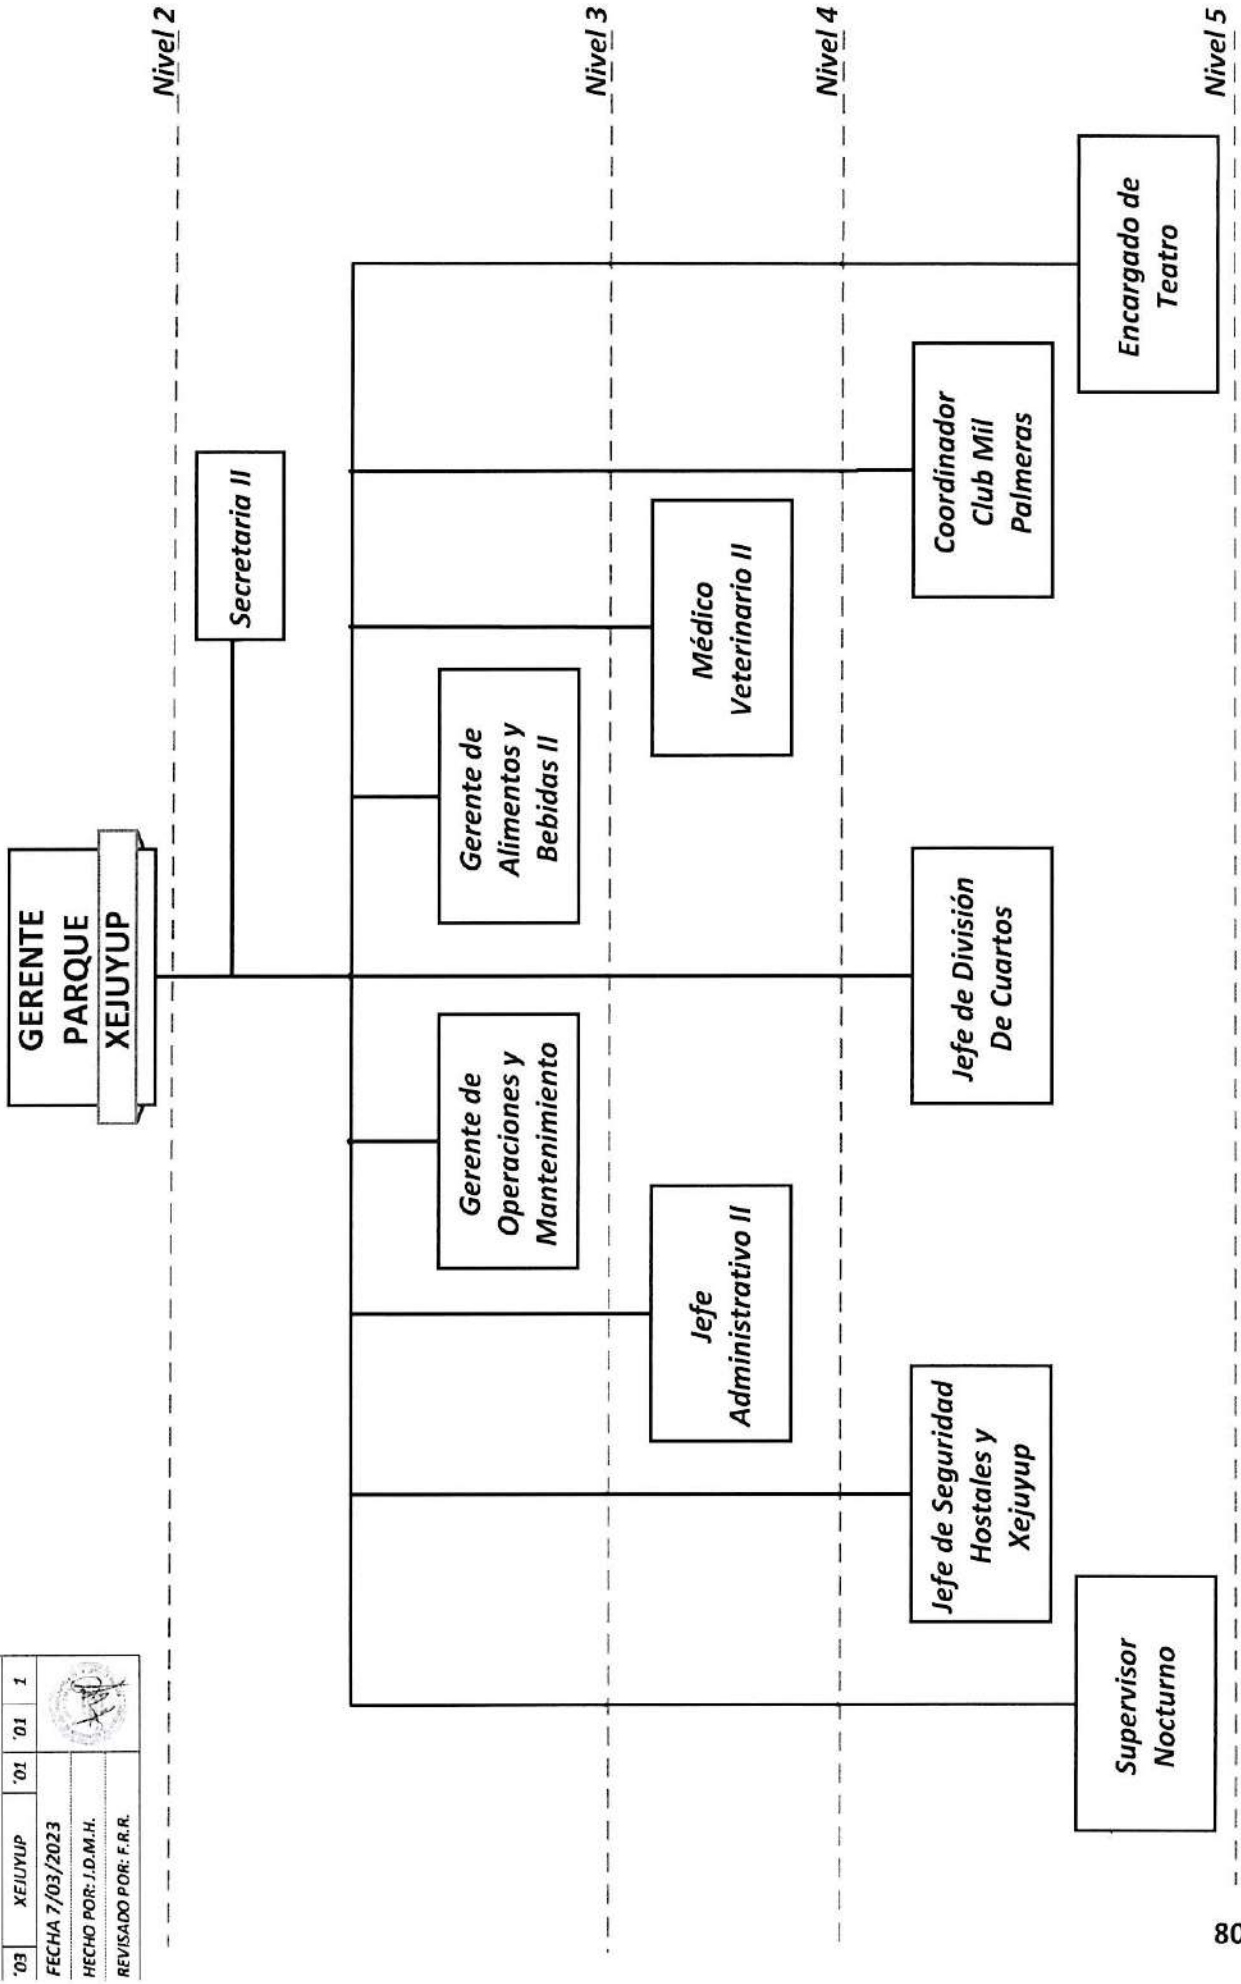 '03 XEJUYUP '01 '01 1
FECHA 7/03/2023
HECHO POR: J.D.M.H.
REVISADO POR: F.R.R.
GERENTE
PARQUE
XEJUYUP
Nivel 2
Secretaria II
Gerente de
Operaciones y
Mantenimiento
Gerente de
Alimentos y
Bebidas II
Nivel 3
Jefe
Administrativo II
Médico
Veterinario II
Nivel 4
Jefe de Seguridad
Hostales y
Xejuyup
Jefe de División
De Cuartos
Coordinador
Club Mil
Palmeras
Supervisor
Nocturno
Encargado de
Teatro
Nivel 5
80